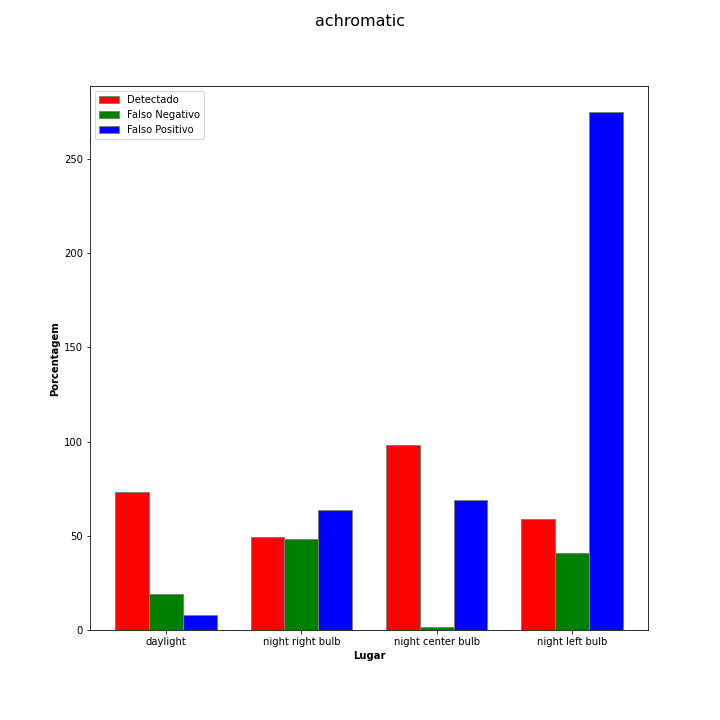 achromatic
Detectado
Falso Negativo
Falso Positivo
250
200
150
100
50
0
Porcentagem
daylight night right bulb night center bulb night left bulb
Lugar